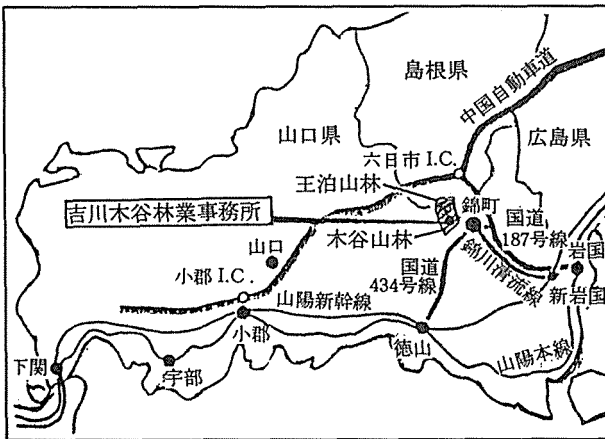 島根県
中国自動車道
山口県
広島県
六日市 I.C.
王泊山林
錦町
吉川木谷林業事務所
木谷山林
国道
187号線
岩国
山口
国道
434号線
錦川清流線
新岩国
小郡 I.C.
山陽新幹線
小郡
徳山
山陽本線
下関
宇部